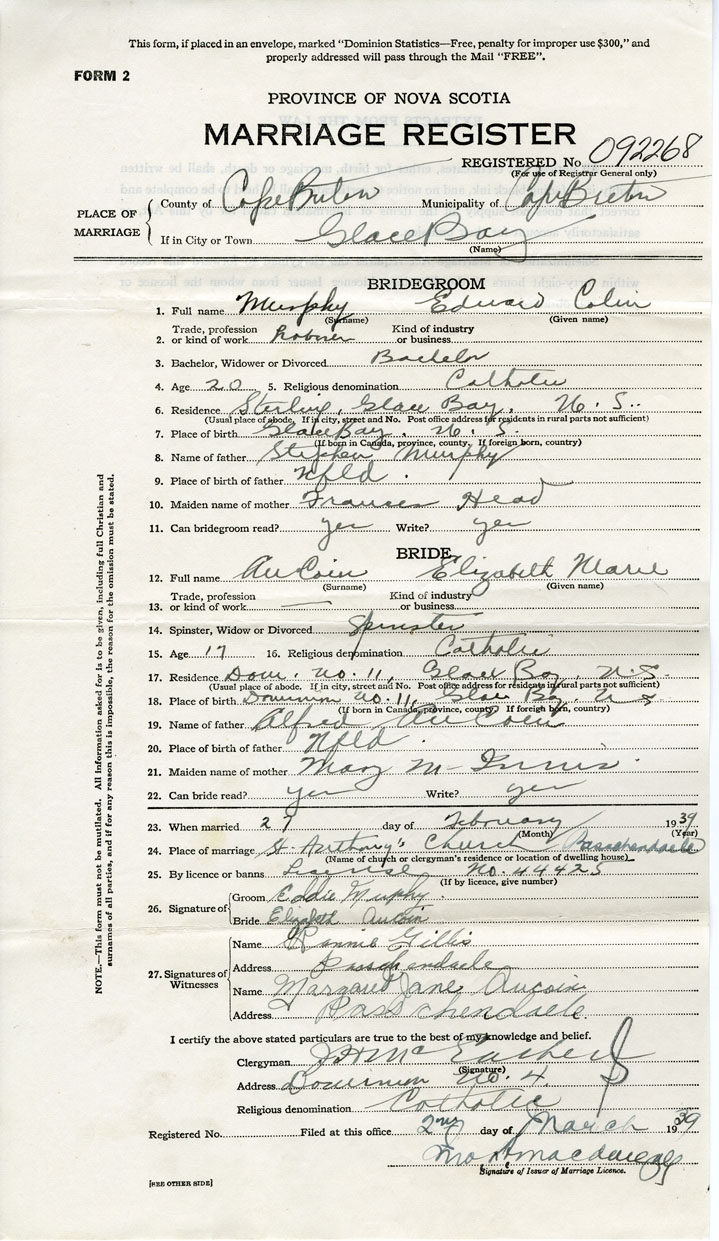 This form, if placed in an envelope, marked "Dominion Statistics—Free, penalty for improper use $300," and
properly addressed will pass through the Mail "FREE".
FORM 2
PROVINCE OF NOVA SCOTIA
MARRIAGE REGISTER
REGISTERED No. 092268
(For use of Registrar General only)
PLACE OF MARRIAGE
County of Cape Breton Municipality of Cape Breton
If in City or Town Glace Bay
(Name)
BRIDEGROOM
1. Full name Murphy Edward Colin
(Surname) (Given name)
2. Trade, profession or kind of work Kind of industry or business
3. Bachelor, Widower or Divorced Bachelor
4. Age 20 5. Religious denomination Catholic
6. Residence Sterling, Glace Bay, N. S.
(Usual place of abode. If in city, street and No. Post office address for residents in rural parts not sufficient)
7. Place of birth Glace Bay, N. S.
(If born in Canada, province, county. If foreign born, country)
8. Name of father Stephen Murphy
9. Place of birth of father Nfld.
10. Maiden name of mother Frances Head
11. Can bridegroom read? yes Write? yes
BRIDE
12. Full name AuCoin Elizabeth Marie
(Surname) (Given name)
13. Trade, profession or kind of work — Kind of industry or business
14. Spinster, Widow or Divorced Spinster
15. Age 17 16. Religious denomination Catholic
17. Residence Dom. No. 11, Glace Bay, N. S.
(Usual place of abode. If in city, street and No. Post office address for residents in rural parts not sufficient)
18. Place of birth Dominion No. 11, Glace Bay, N S
(If born in Canada, province, county. If foreign born, country)
19. Name of father Alfred AuCoin
20. Place of birth of father Nfld.
21. Maiden name of mother Mary McInnis
22. Can bride read? yes Write? yes
23. When married 27 day of February 1939
(Month) (Year)
24. Place of marriage St. Anthony's Church Passchendaele
(Name of church or clergyman's residence or location of dwelling house)
25. By licence or banns License No. 44425
(If by licence, give number)
26. Signature of
Groom Eddie Murphy.
Bride Elizabeth Aucoin
27. Signatures of Witnesses
Name Gillis
Address Passchendaele
Name Margaret Jane Aucoin
Address Passchendaele.
I certify the above stated particulars are true to the best of my knowledge and belief.
Clergyman
(Signature)
Address Dominion No. 4.
Religious denomination Catholic
Registered No. Filed at this office 2nd day of March 1939
Signature of Issuer of Marriage Licence.
[SEE OTHER SIDE]
NOTE.—This form must not be mutilated. All information asked for is to be given, including full Christian and
surnames of all parties, and if for any reason this is impossible, the reason for the omission must be stated.